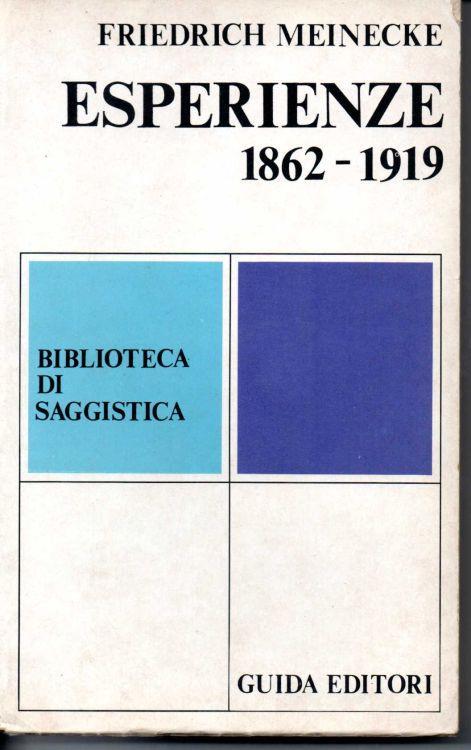 FRIEDRICH MEINECKE
ESPERIENZE
1862-1919
BIBLIOTECA
DI
SAGGISTICA
GUIDA EDITORI